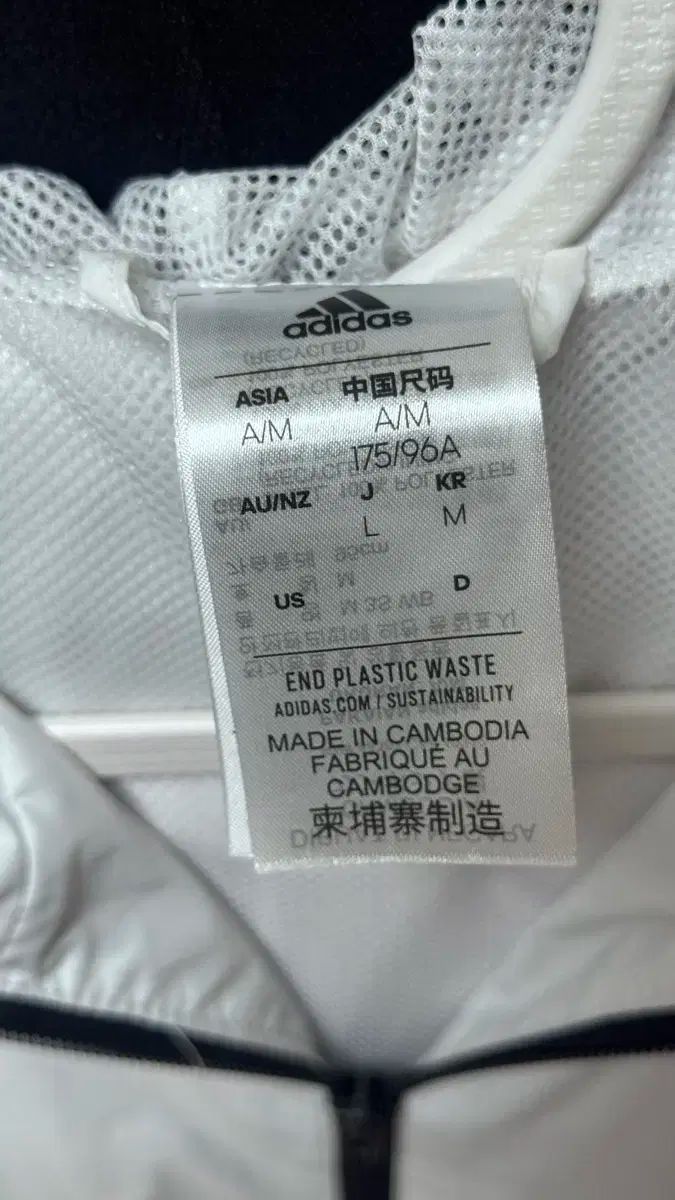 adidas
ASIA 中国尺码
A/M A/M
175/96A
AU/NZ J KR
L M
US D
END PLASTIC WASTE
ADIDAS.COM / SUSTAINABILITY
MADE IN CAMBODIA
FABRIQUÉ AU
CAMBODGE
柬埔寨制造